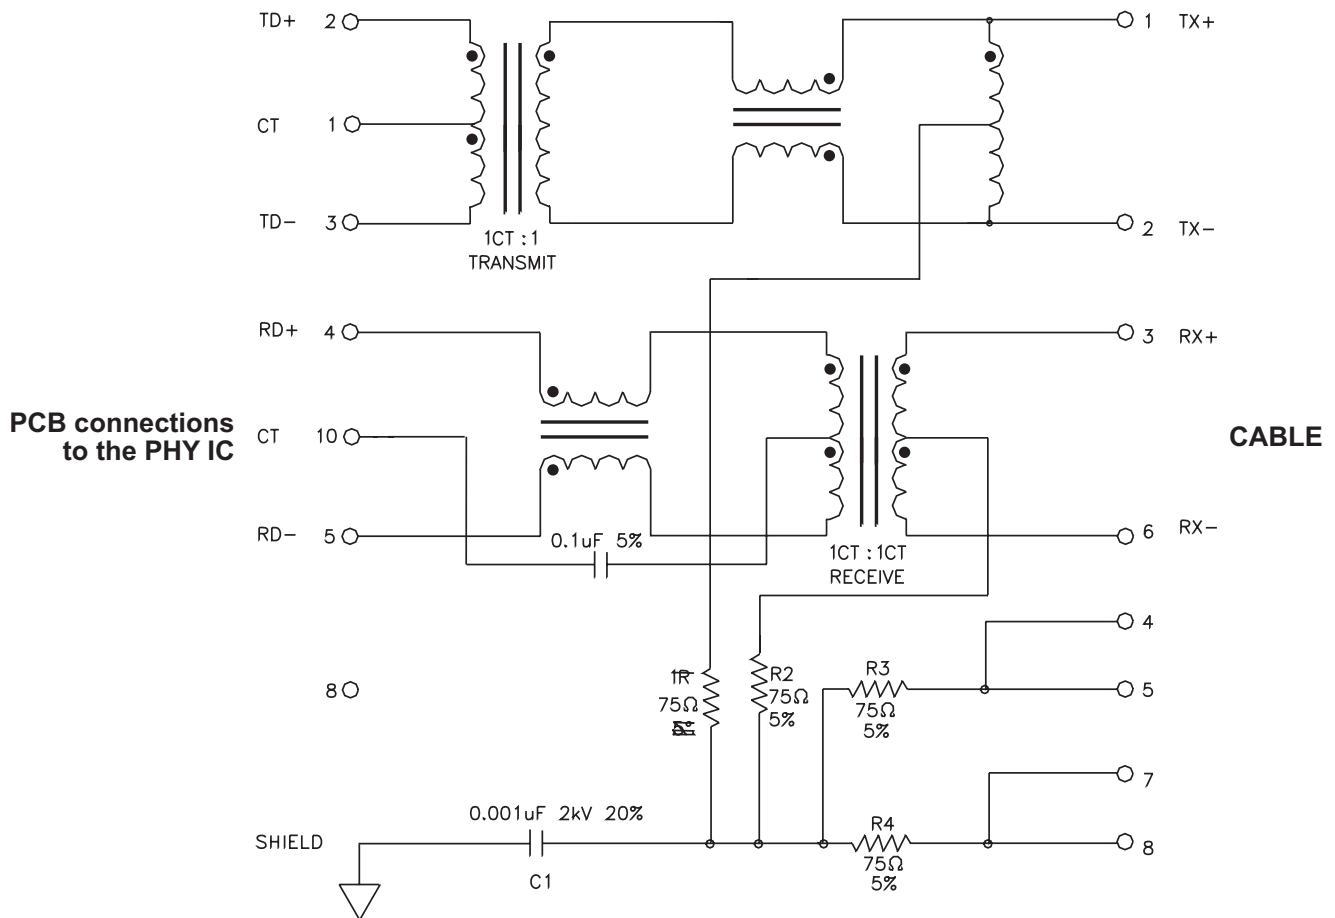 TD+ 2
1 TX+
CT 1
TD- 3
2 TX-
1CT : 1
TRANSMIT
RD+ 4
3 RX+
PCB connections
to the PHY IC
CT 10
CABLE
RD- 5
0.1uF 5%
6 RX-
1CT : 1CT
RECEIVE
4
8
75Ω
R2
75Ω
5%
R3
75Ω
5%
5
7
0.001uF 2kV 20%
SHIELD
C1
R4
75Ω
5%
8